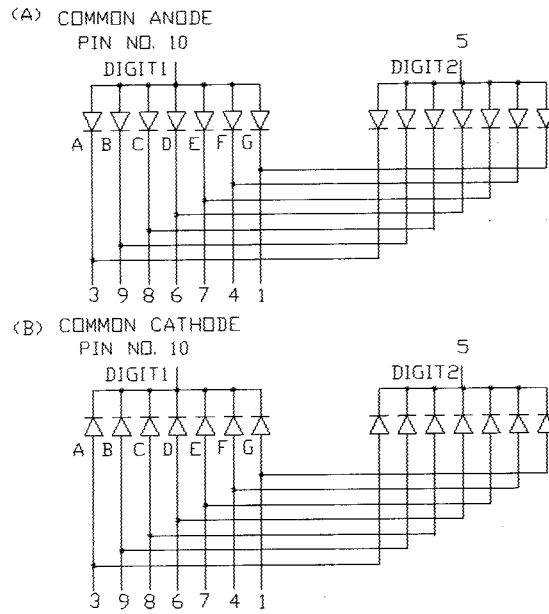 (A) COMMON ANODE
PIN NO. 10 5
DIGIT1 DIGIT2
A B C D E F G
3 9 8 6 7 4 1
(B) COMMON CATHODE
PIN NO. 10 5
DIGIT1 DIGIT2
A B C D E F G
3 9 8 6 7 4 1